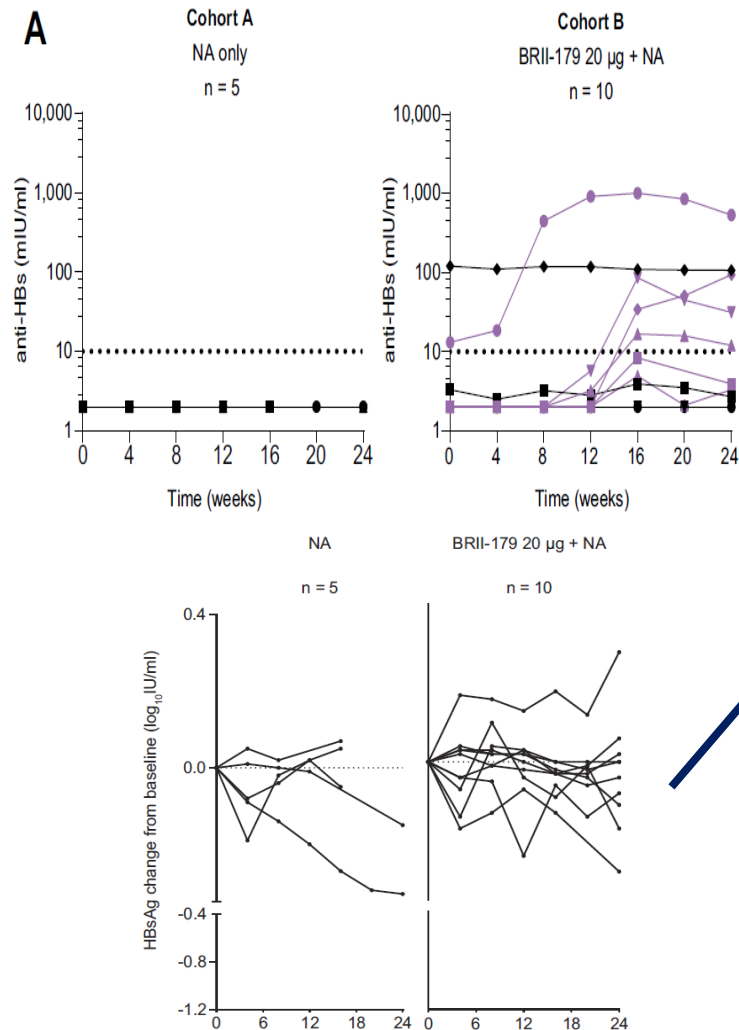 A
Cohort A
NA only
n = 5
Cohort B
BRII-179 20 µg + NA
n = 10
anti-HBs (mIU/ml)
10,000
1,000
100
10
1
0 4 8 12 16 20 24
Time (weeks)
anti-HBs (mIU/ml)
10,000
1,000
100
10
1
0 4 8 12 16 20 24
Time (weeks)
NA
n = 5
BRII-179 20 µg + NA
n = 10
HBsAg change from baseline (log10IU/ml)
0.4
0.0
-0.4
-0.8
-1.2
0 6 12 18 24
0 6 12 18 24